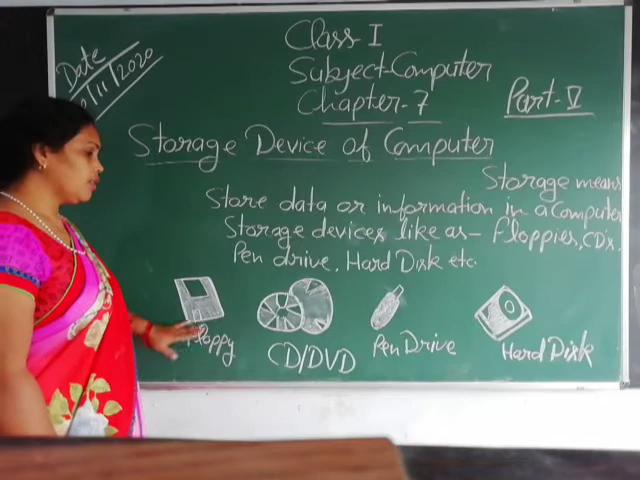 Date
/11/2020
Class I
Subject-Computer
Chapter-7
Part-V
Storage Device of Computer
Storage means
Store data or information in a Computer
Storage devices like as- Floppies, CD's,
Pen drive, Hard Disk etc.
Floppy
CD/DVD
Pen Drive
Hard Disk